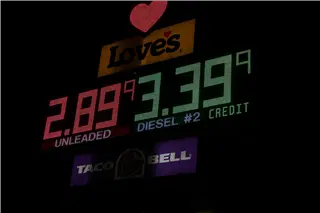 Love's
2.89 9 3.39 9
UNLEADED DIESEL #2 CREDIT
TACO BELL